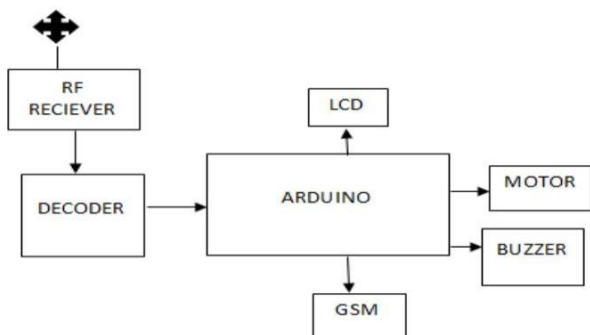 RF
RECIEVER
LCD
DECODER
ARDUINO
MOTOR
BUZZER
GSM